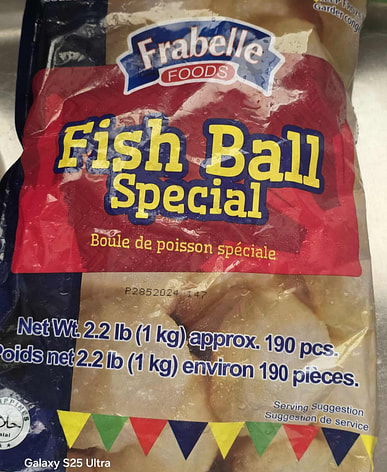 Garder cong
Frabelle
FOODS
Fish Ball
Special
Boule de poisson spéciale
P2852024 147
Net Wt. 2.2 lb (1 kg) approx. 190 pcs.
Poids net 2.2 lb (1 kg) environ 190 pièces.
Serving Suggestion
Suggestion de service
Galaxy S25 Ultra